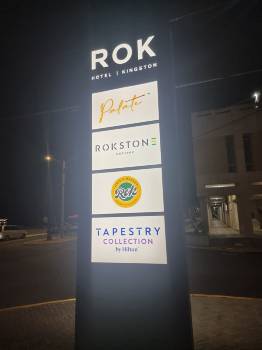 ROK
HOTEL | KINGSTON
Palate
ROKSTONE
Rok
TAPESTRY
COLLECTION
by Hilton